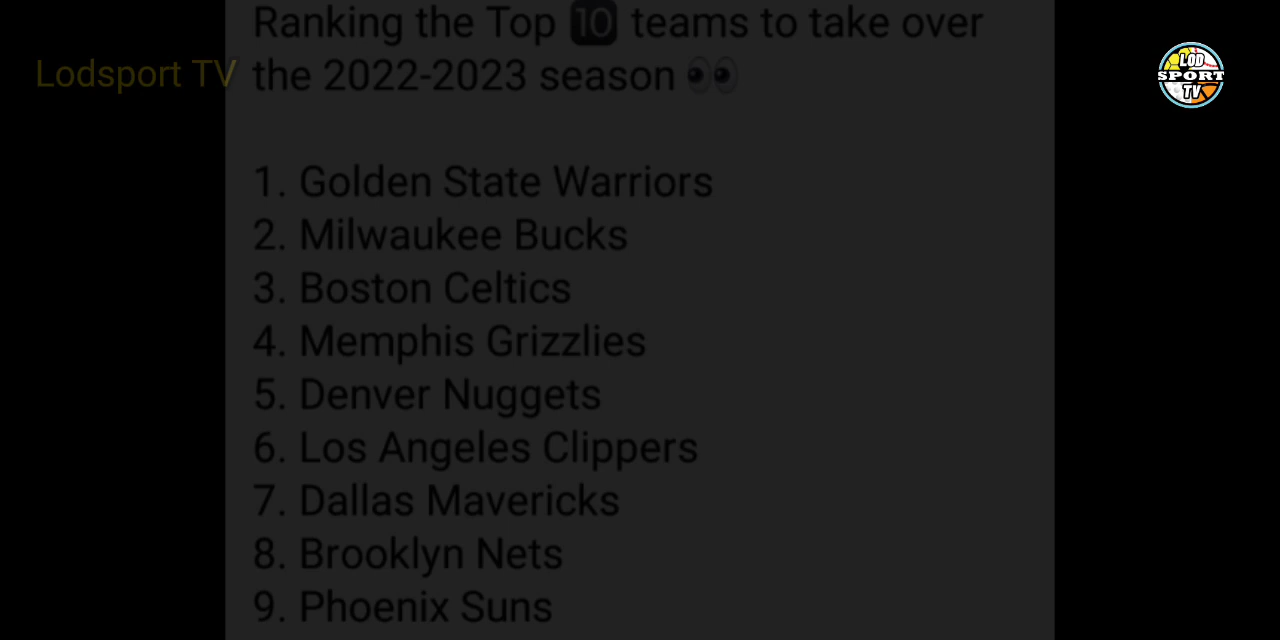 Ranking the Top 🔟 teams to take over
the 2022-2023 season 👀
Lodsport TV
LOD
SPORT
TV
1. Golden State Warriors
2. Milwaukee Bucks
3. Boston Celtics
4. Memphis Grizzlies
5. Denver Nuggets
6. Los Angeles Clippers
7. Dallas Mavericks
8. Brooklyn Nets
9. Phoenix Suns